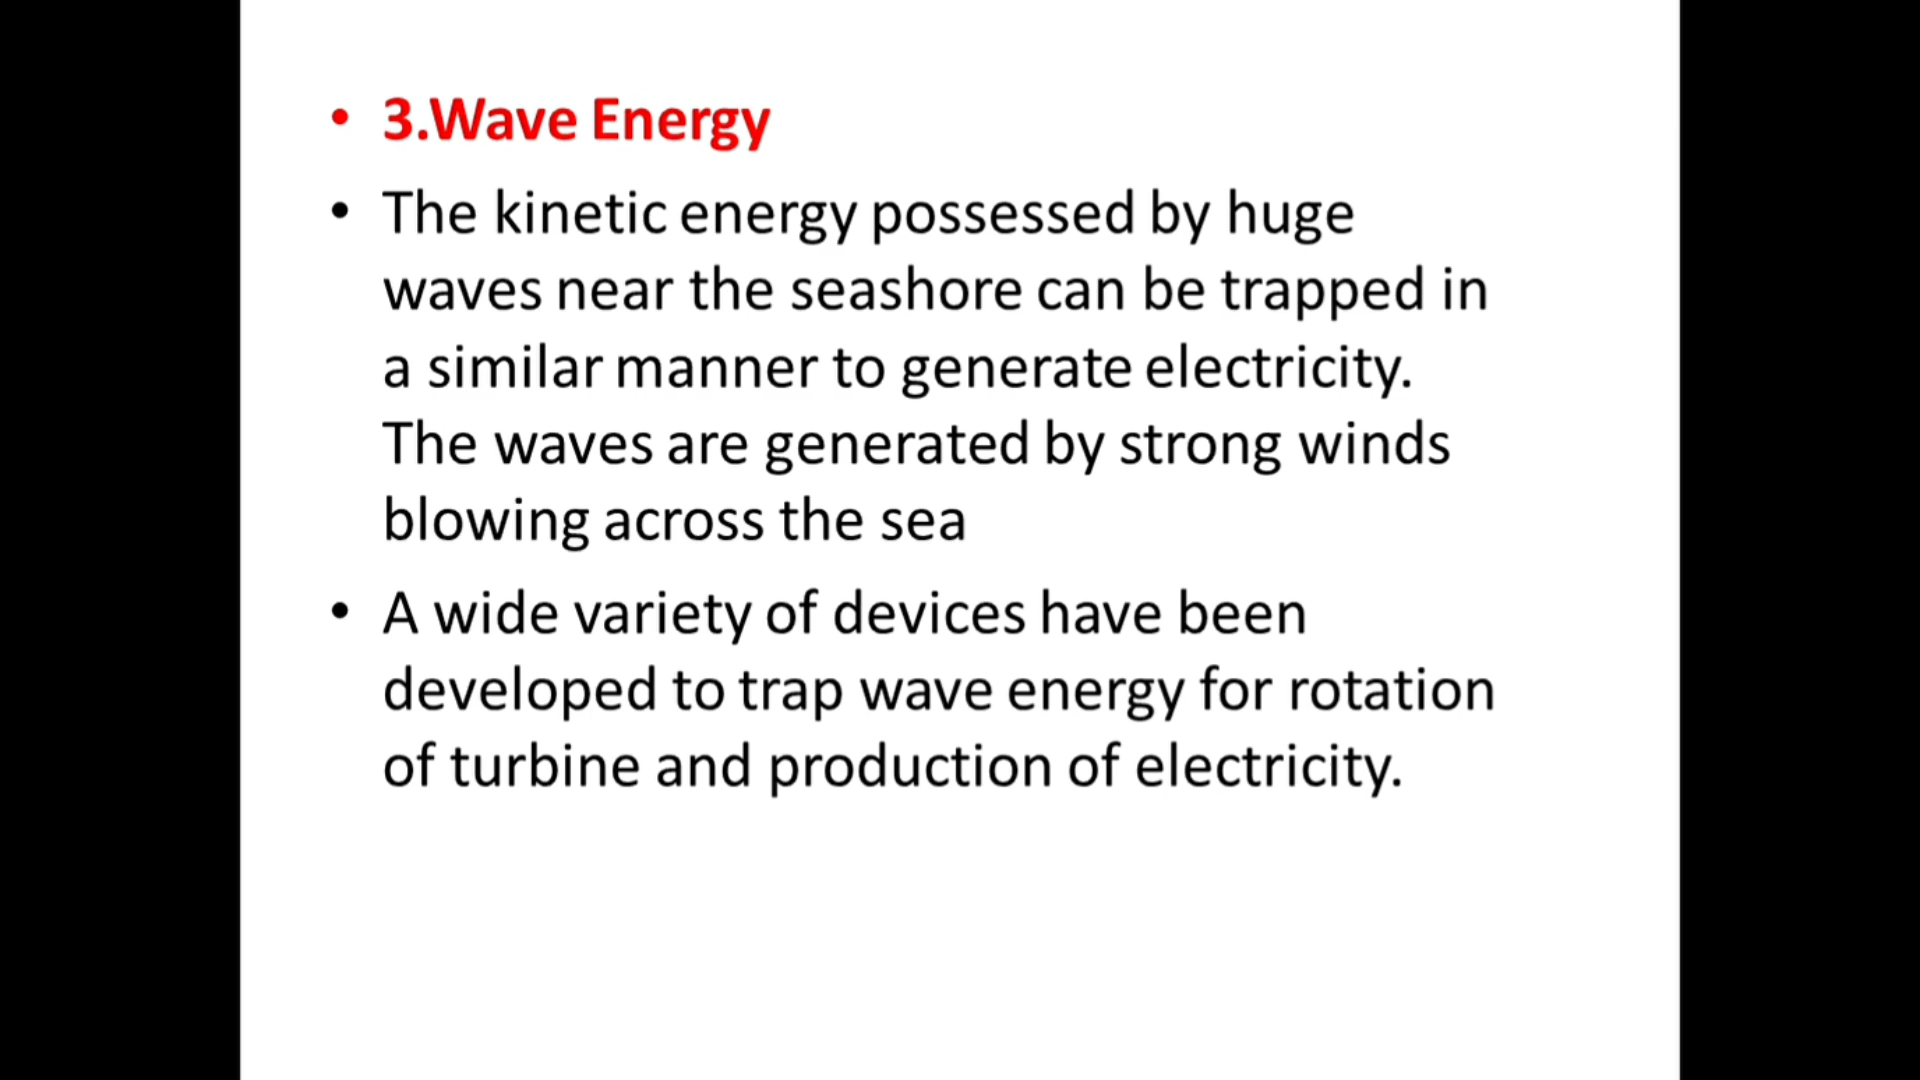 • 3.Wave Energy
• The kinetic energy possessed by huge
waves near the seashore can be trapped in
a similar manner to generate electricity.
The waves are generated by strong winds
blowing across the sea
• A wide variety of devices have been
developed to trap wave energy for rotation
of turbine and production of electricity.